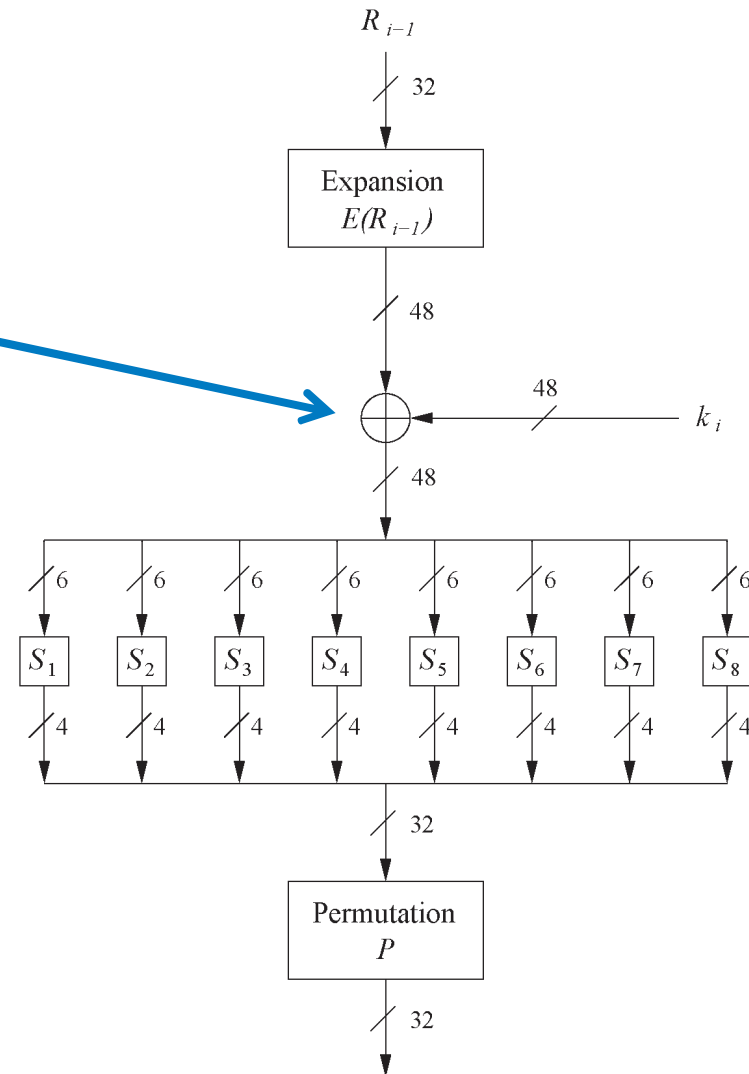 R i−1
32
Expansion
E(R i−1)
48
48
k i
48
6 6 6 6 6 6 6 6
S1 S2 S3 S4 S5 S6 S7 S8
4 4 4 4 4 4 4 4
32
Permutation
P
32